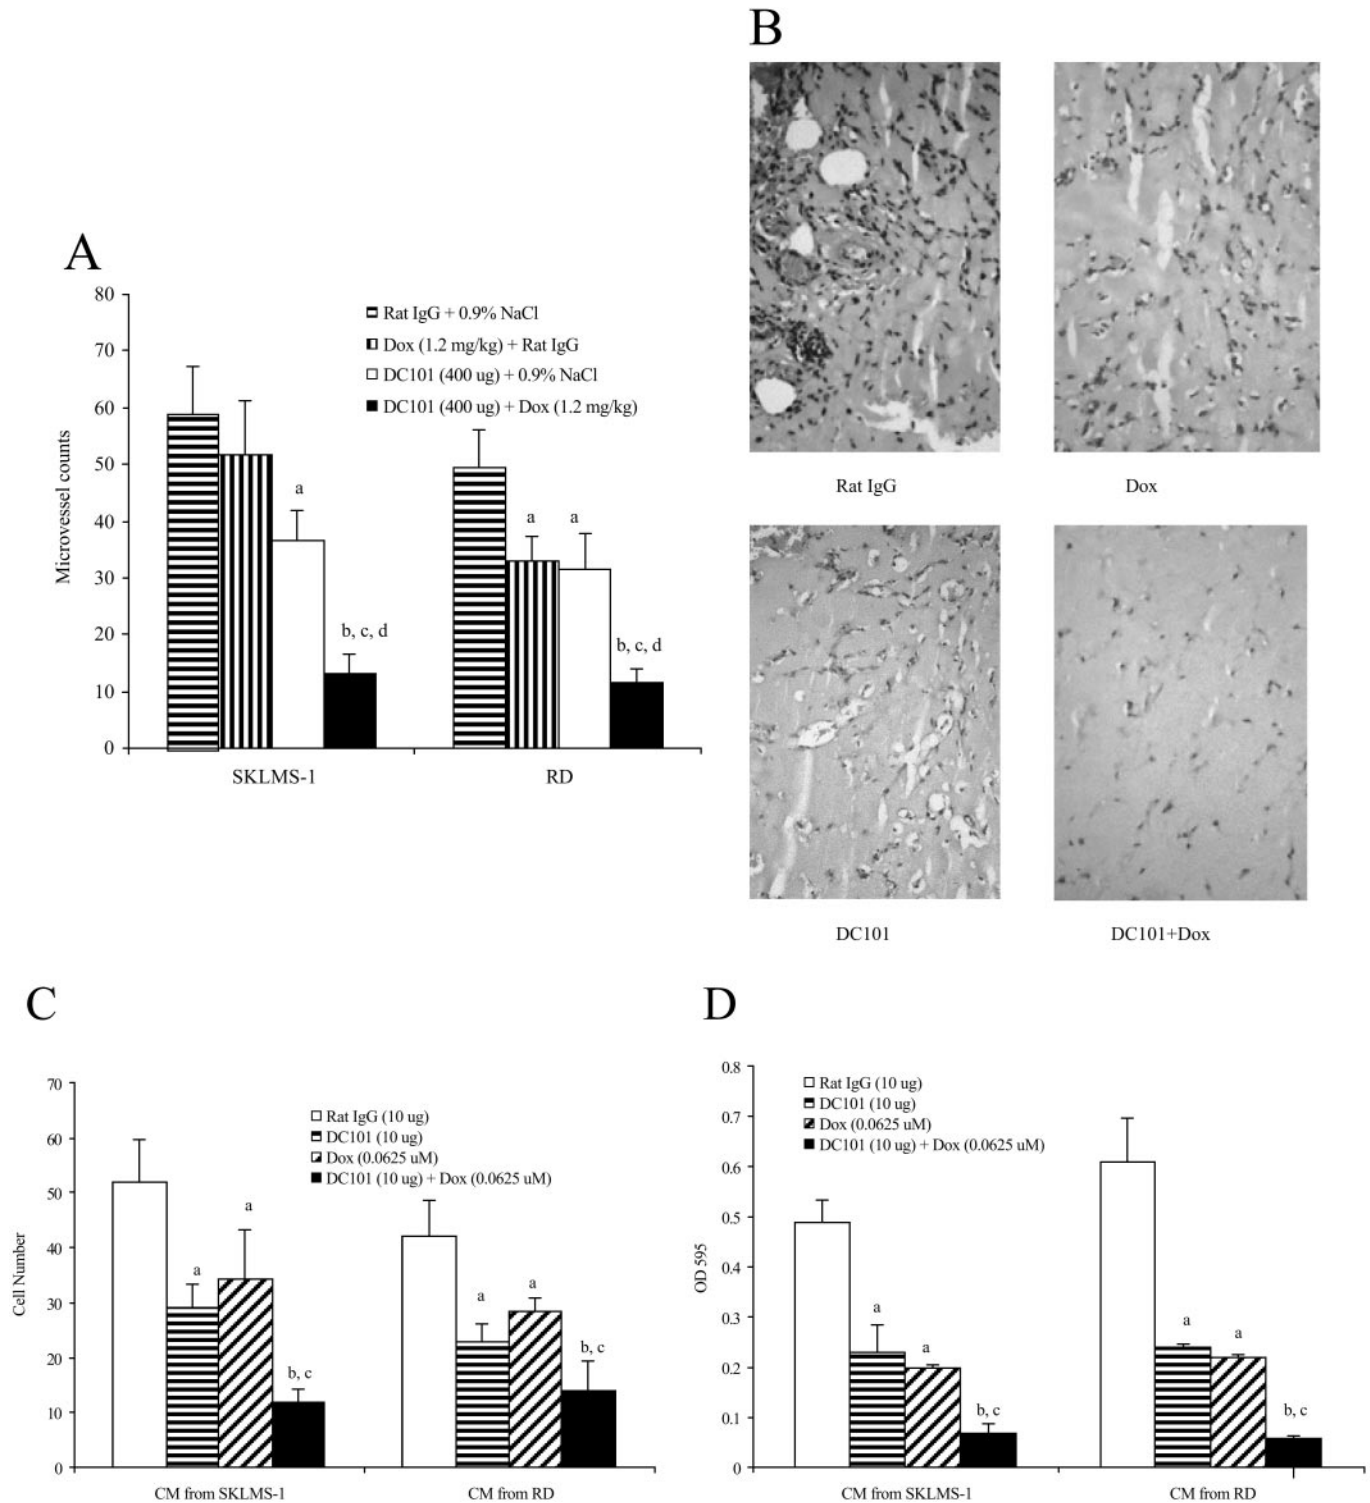 B
Rat IgG
Dox
DC101
DC101+Dox
A
80
70
60
50
40
30
20
10
0
Microvessel counts
Rat IgG + 0.9% NaCl
Dox (1.2 mg/kg) + Rat IgG
DC101 (400 ug) + 0.9% NaCl
DC101 (400 ug) + Dox (1.2 mg/kg)
a
b, c, d
a
a
b, c, d
SKLMS-1
RD
C
70
60
50
40
30
20
10
0
Cell Number
Rat IgG (10 ug)
DC101 (10 ug)
Dox (0.0625 uM)
DC101 (10 ug) + Dox (0.0625 uM)
a
a
b, c
a
a
b, c
CM from SKLMS-1
CM from RD
D
0.8
0.7
0.6
0.5
0.4
0.3
0.2
0.1
0
OD 595
Rat IgG (10 ug)
DC101 (10 ug)
Dox (0.0625 uM)
DC101 (10 ug) + Dox (0.0625 uM)
a
a
b, c
a
a
b, c
CM from SKLMS-1
CM from RD